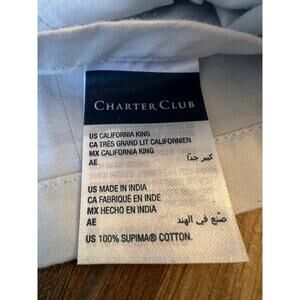 CHARTER CLUB
US CALIFORNIA KING
CA TRÈS GRAND LIT CALIFORNIEN
MX CALIFORNIA KING
AE كبير جدًا
US MADE IN INDIA
CA FABRIQUÉ EN INDE
MX HECHO EN INDIA
AE صنع في الهند
US 100% SUPIMA® COTTON.